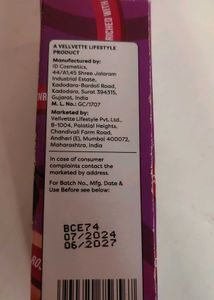 RICHED WITH
A VELLVETTE LIFESTYLE
PRODUCT
Manufactured by:
ID Cosmetics,
44/A1,45 Shree Jalaram
Industrial Estate,
Kadodara-Bardoli Road,
Kadodara, Surat 394315,
Gujarat, India
M. L. No.: GC/1707
Marketed by:
Vellvette Lifestyle Pvt. Ltd.,
B-1004, Palatial Heights,
Chandivali Farm Road,
Andheri (E), Mumbai 400072,
Maharashtra, India
In case of consumer
complaints contact the
marketed by address.
For Batch No., Mfg. Date &
Use Before see below:
BCE74
07/2024
06/2027